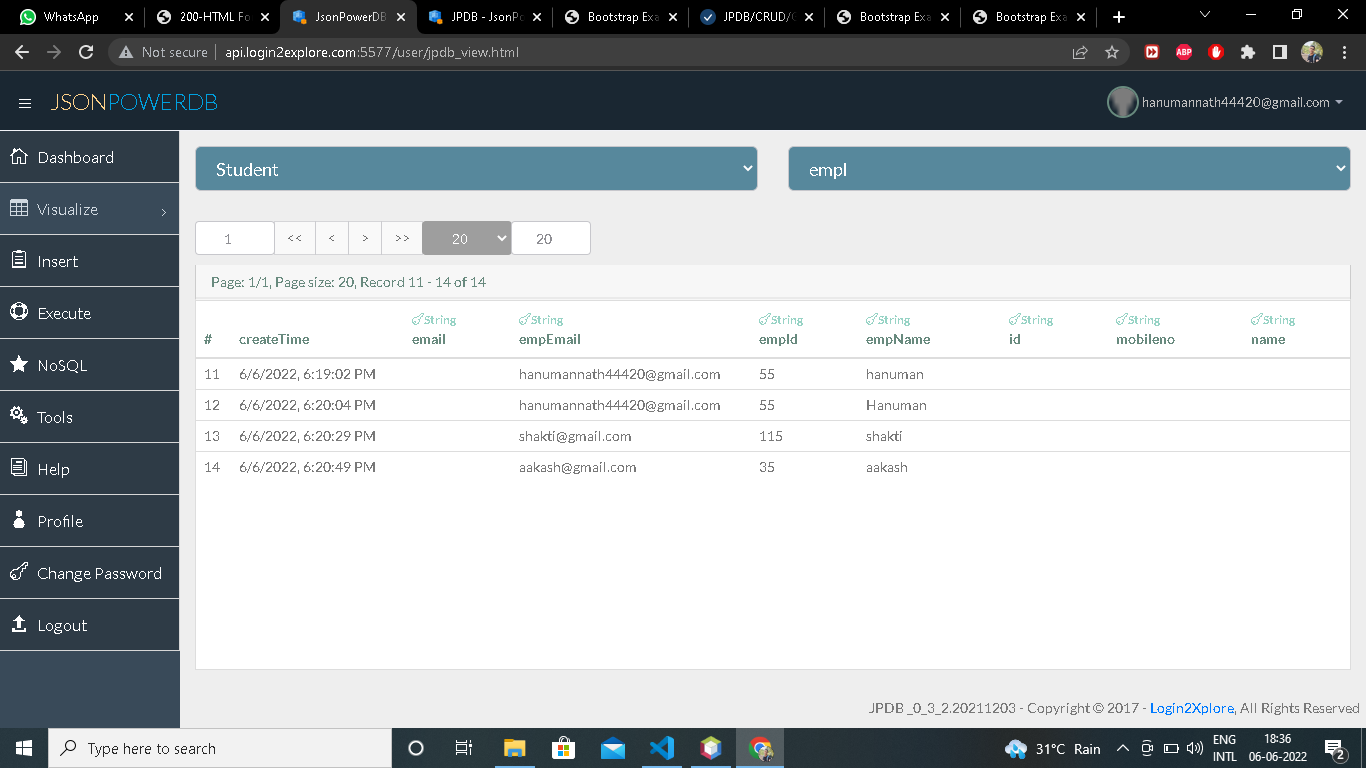 WhatsApp 200-HTML Fo JsonPowerDB JPDB - JsonPo Bootstrap Exa JPDB/CRUD/ Bootstrap Exa Bootstrap Exa
Not secure api.login2explore.com:5577/user/jpdb_view.html ABP
JSONPOWERDB hanumannath44420@gmail.com
Dashboard
Visualize
Insert
Execute
NoSQL
Tools
Help
Profile
Change Password
Logout
Student empl
1 << < > >> 20 20
Page: 1/1, Page size: 20, Record 11 - 14 of 14
String String String String String String String
# createTime email empEmail empId empName id mobileno name
11 6/6/2022, 6:19:02 PM hanumannath44420@gmail.com 55 hanuman
12 6/6/2022, 6:20:04 PM hanumannath44420@gmail.com 55 Hanuman
13 6/6/2022, 6:20:29 PM shakti@gmail.com 115 shakti
14 6/6/2022, 6:20:49 PM aakash@gmail.com 35 aakash
JPDB_0_3_2.20211203 - Copyright © 2017 - Login2Xplore, All Rights Reserved
Type here to search
31°C Rain
ENG
INTL
18:36
06-06-2022
2